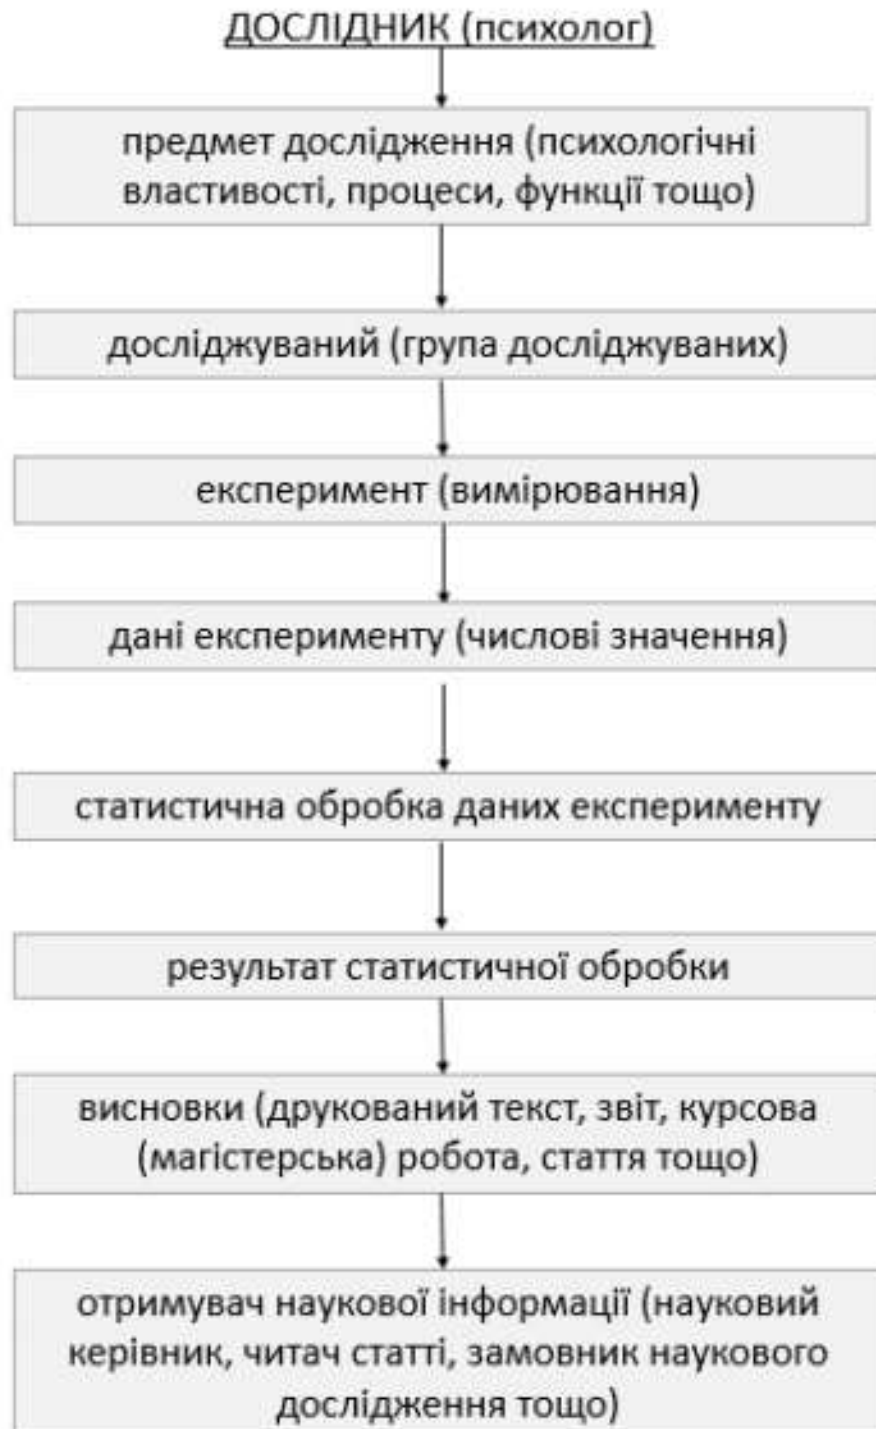 ДОСЛІДНИК (психолог)
предмет дослідження (психологічні
властивості, процеси, функції тощо)
досліджуваний (група досліджуваних)
експеримент (вимірювання)
дані експерименту (числові значення)
статистична обробка даних експерименту
результат статистичної обробки
висновки (друкований текст, звіт, курсова
(магістерська) робота, стаття тощо)
отримувач наукової інформації (науковий
керівник, читач статті, замовник наукового
дослідження тощо)